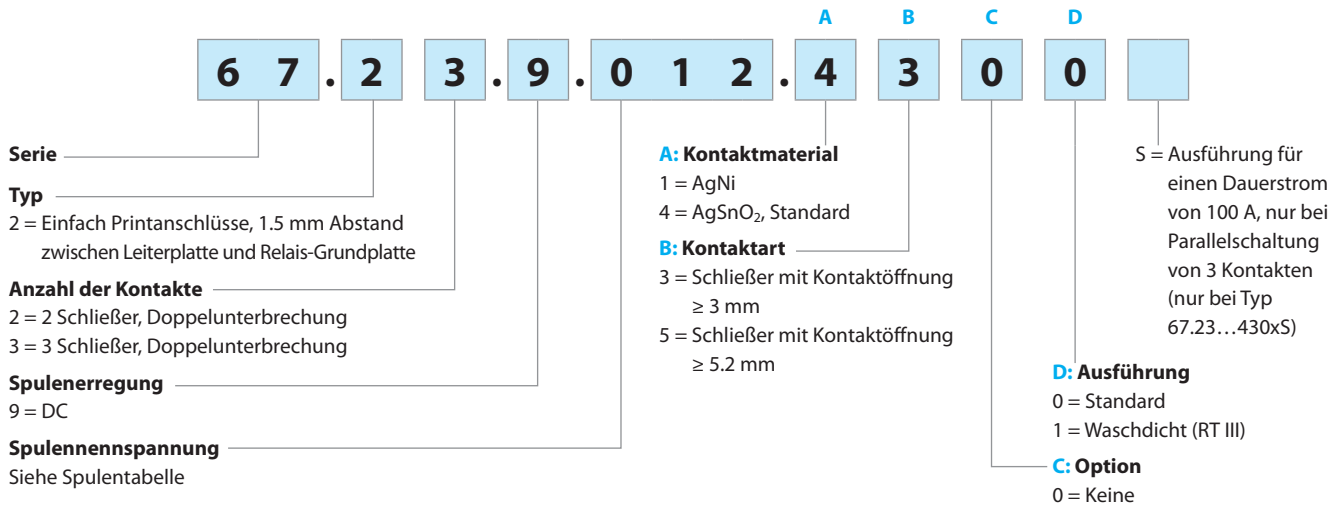 A B C D
6 7 . 2 3 . 9 . 0 1 2 . 4 3 0 0
Serie
Typ
2 = Einfach Printanschlüsse, 1.5 mm Abstand
zwischen Leiterplatte und Relais-Grundplatte
Anzahl der Kontakte
2 = 2 Schließer, Doppelunterbrechung
3 = 3 Schließer, Doppelunterbrechung
Spulenerregung
9 = DC
Spulennennspannung
Siehe Spulentabelle
A: Kontaktmaterial
1 = AgNi
4 = AgSnO₂, Standard
B: Kontaktart
3 = Schließer mit Kontaktöffnung
≥ 3 mm
5 = Schließer mit Kontaktöffnung
≥ 5.2 mm
S = Ausführung für
einen Dauerstrom
von 100 A, nur bei
Parallelschaltung
von 3 Kontakten
(nur bei Typ
67.23…430xS)
D: Ausführung
0 = Standard
1 = Waschdicht (RT III)
C: Option
0 = Keine